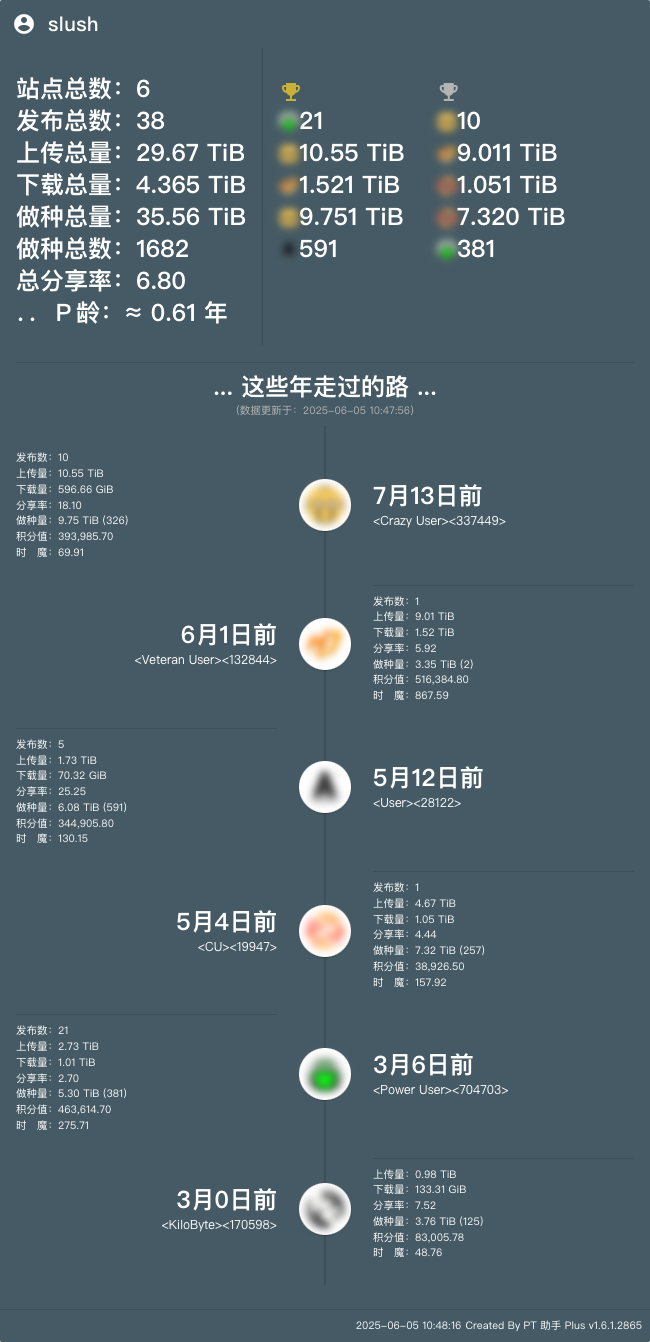 slush
站点总数：6
发布总数：38
上传总量：29.67 TiB
下载总量：4.365 TiB
做种总量：35.56 TiB
做种总数：1682
总分享率：6.80
.. P龄：≈ 0.61 年
21
10.55 TiB
1.521 TiB
9.751 TiB
591
10
9.011 TiB
1.051 TiB
7.320 TiB
381
... 这些年走过的路 ...
(数据更新于：2025-06-05 10:47:56)
发布数：10
上传量：10.55 TiB
下载量：596.66 GiB
分享率：18.10
做种量：9.75 TiB (326)
积分值：393,985.70
时　魔：69.91
7月13日前
<Crazy User><337449>
6月1日前
<Veteran User><132844>
发布数：1
上传量：9.01 TiB
下载量：1.52 TiB
分享率：5.92
做种量：3.35 TiB (2)
积分值：516,384.80
时　魔：867.59
发布数：5
上传量：1.73 TiB
下载量：70.32 GiB
分享率：25.25
做种量：6.08 TiB (591)
积分值：344,905.80
时　魔：130.15
5月12日前
<User><28122>
5月4日前
<CU><19947>
发布数：1
上传量：4.67 TiB
下载量：1.05 TiB
分享率：4.44
做种量：7.32 TiB (257)
积分值：38,926.50
时　魔：157.92
发布数：21
上传量：2.73 TiB
下载量：1.01 TiB
分享率：2.70
做种量：5.30 TiB (381)
积分值：463,614.70
时　魔：275.71
3月6日前
<Power User><704703>
3月0日前
<KiloByte><170598>
上传量：0.98 TiB
下载量：133.31 GiB
分享率：7.52
做种量：3.76 TiB (125)
积分值：83,005.78
时　魔：48.76
2025-06-05 10:48:16 Created By PT 助手 Plus v1.6.1.2865